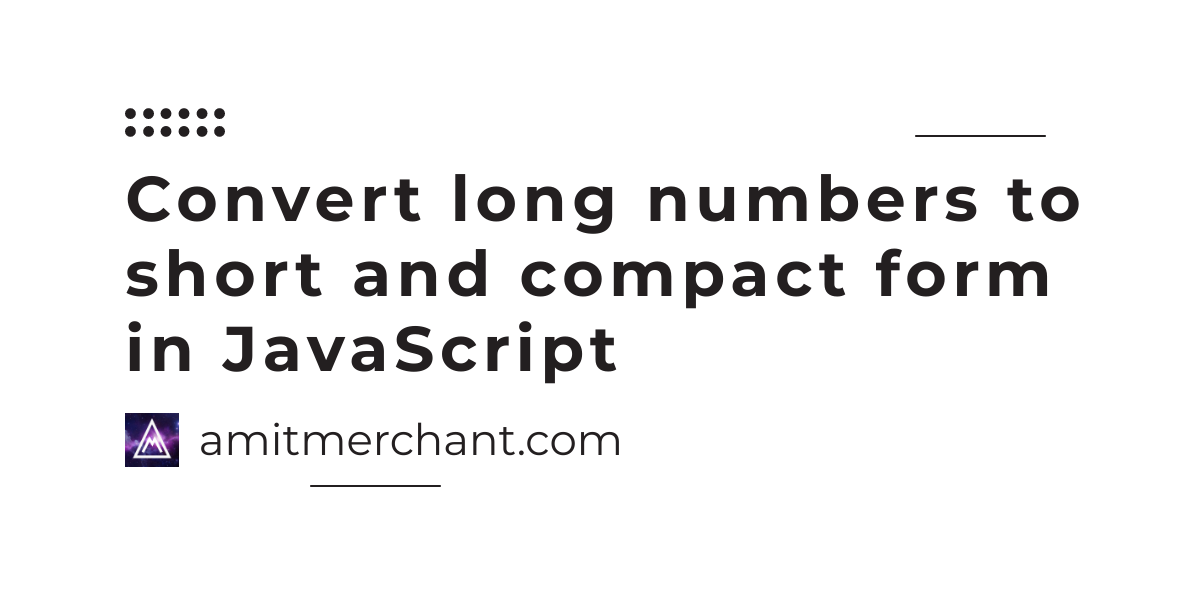 Convert long numbers to
short and compact form
in JavaScript
amitmerchant.com